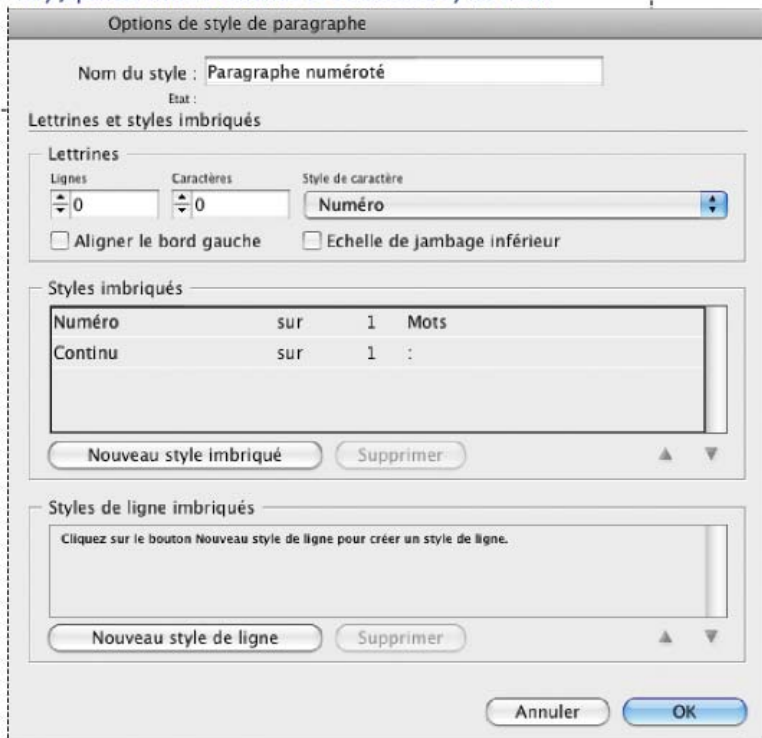 Options de style de paragraphe
Nom du style : Paragraphe numéroté
Etat :
Lettrines et styles imbriqués
Lettrines
Lignes Caractères Style de caractère
0 0 Numéro
Aligner le bord gauche Echelle de jambage inférieur
Styles imbriqués
Numéro sur 1 Mots
Continu sur 1 :
Nouveau style imbriqué Supprimer
Styles de ligne imbriqués
Cliquez sur le bouton Nouveau style de ligne pour créer un style de ligne.
Nouveau style de ligne Supprimer
Annuler OK